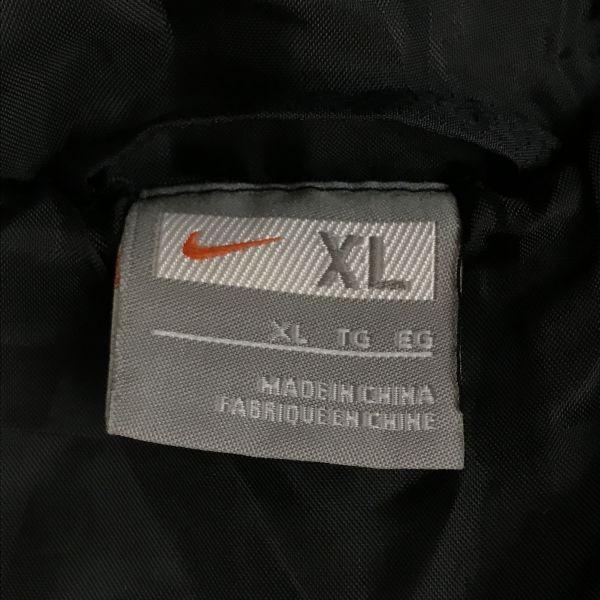 XL
XL TG EG
MADE IN CHINA
FABRIQUE EN CHINE